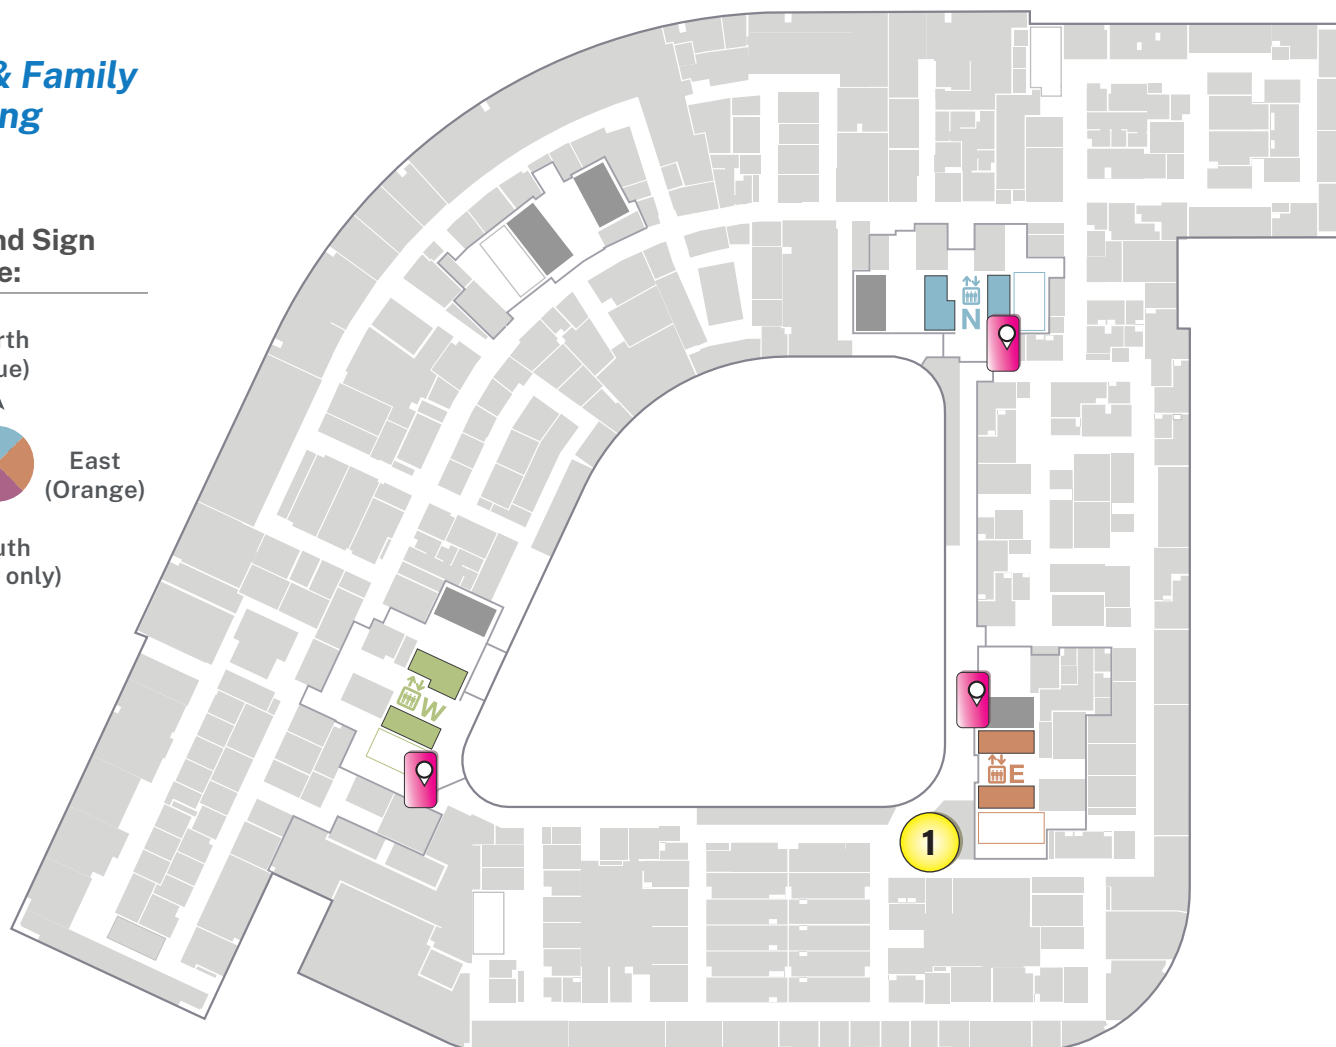 & Family
ng
nd Sign
e:
rth
ue)
East
(Orange)
uth
only)
N
W
E
1